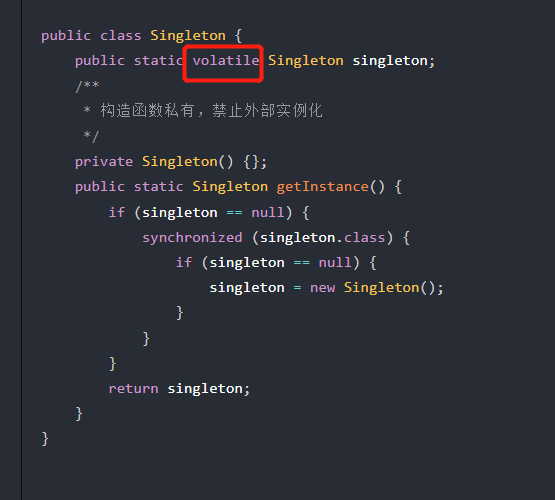 public class Singleton {
public static volatile Singleton singleton;
/**
* 构造函数私有，禁止外部实例化
*/
private Singleton() {};
public static Singleton getInstance() {
if (singleton == null) {
synchronized (singleton.class) {
if (singleton == null) {
singleton = new Singleton();
}
}
}
return singleton;
}
}